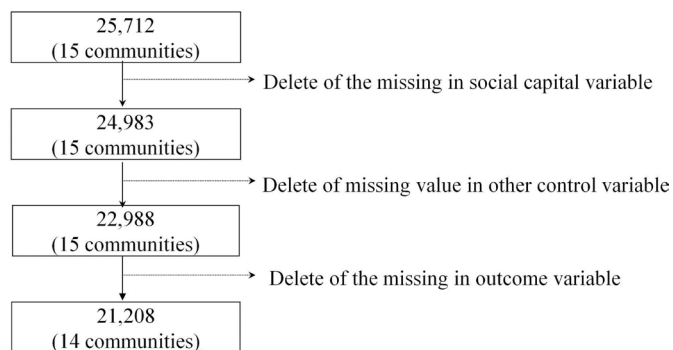 25,712
(15 communities)
Delete of the missing in social capital variable
24,983
(15 communities)
Delete of missing value in other control variable
22,988
(15 communities)
Delete of the missing in outcome variable
21,208
(14 communities)